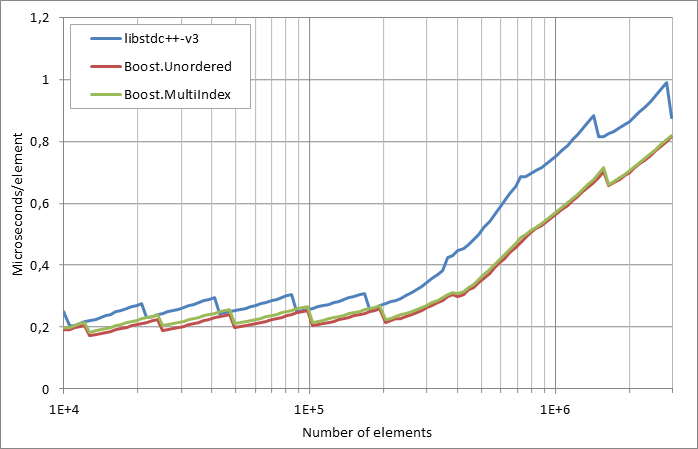 1,2
1
0,8
0,6
0,4
0,2
0
Microseconds/element
libstdc++-v3
Boost.Unordered
Boost.MultiIndex
1E+4
1E+5
1E+6
Number of elements